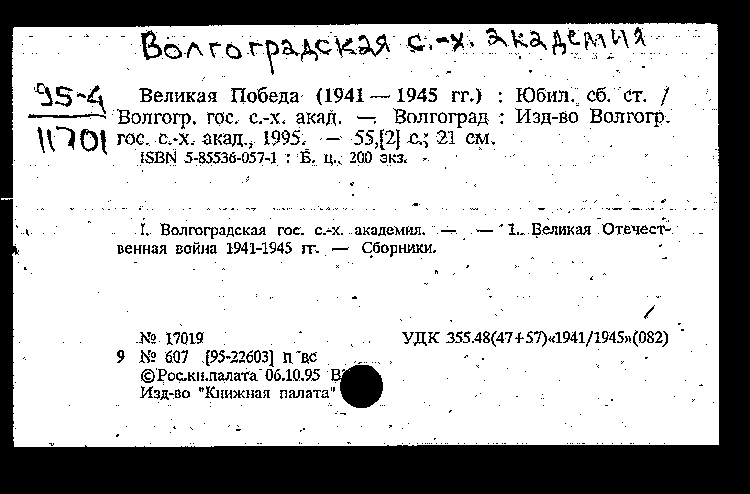 Волгоградская с.-х. академия
95-4
11701
Великая Победа (1941 — 1945 гг.) : Юбил. сб. ст. /
Волгогр. гос. с.-х. акад. — Волгоград : Изд-во Волгогр.
гос. с.-х. акад., 1995. — 55,[2] с.; 21 см.
ISBN 5-85536-057-1 : Б. ц., 200 экз.
I. Волгоградская гос. с.-х. академия. — — 1. Великая Отечест-
венная война 1941-1945 гг. — Сборники.
№ 17019 УДК 355.48(47+57)«1941/1945»(082)
9 № 607 [95-22603] п вс
©Рос.кн.палата 06.10.95
Изд-во "Книжная палата"